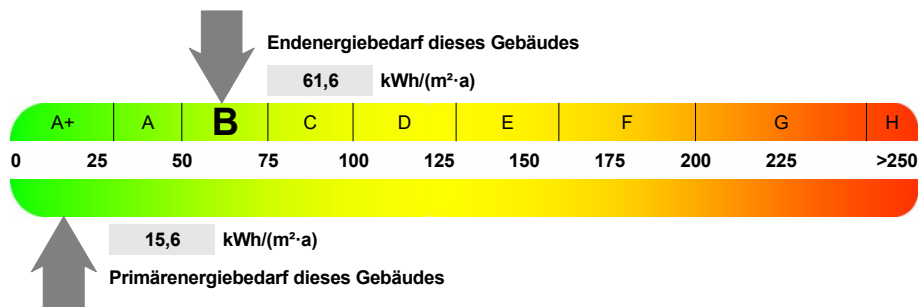 Endenergiebedarf dieses Gebäudes
61,6 kWh/(m²·a)
A+ A B C D E F G H
0 25 50 75 100 125 150 175 200 225 >250
15,6 kWh/(m²·a)
Primärenergiebedarf dieses Gebäudes